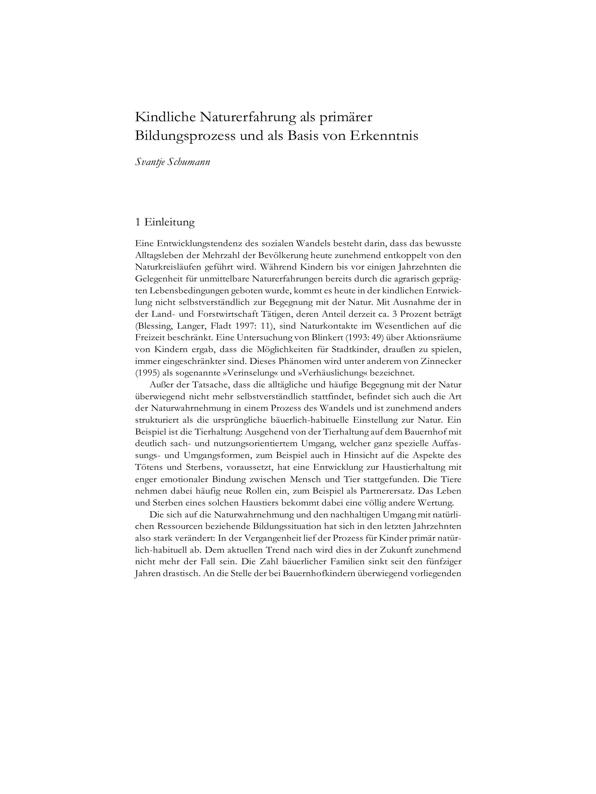 Kindliche Naturerfahrung als primärer
Bildungsprozess und als Basis von Erkenntnis
Svantje Schumann
1 Einleitung
Eine Entwicklungstendenz des sozialen Wandels besteht darin, dass das bewusste
Alltagsleben der Mehrzahl der Bevölkerung heute zunehmend entkoppelt von den
Naturkreisläufen geführt wird. Während Kindern bis vor einigen Jahrzehnten die
Gelegenheit für unmittelbare Naturerfahrungen bereits durch die agrarisch gepräg-
ten Lebensbedingungen geboten wurde, kommt es heute in der kindlichen Entwick-
lung nicht selbstverständlich zur Begegnung mit der Natur. Mit Ausnahme der in
der Land- und Forstwirtschaft Tätigen, deren Anteil derzeit ca. 3 Prozent beträgt
(Blessing, Langer, Fladt 1997: 11), sind Naturkontakte im Wesentlichen auf die
Freizeit beschränkt. Eine Untersuchung von Blinkert (1993: 49) über Aktionsräume
von Kindern ergab, dass die Möglichkeiten für Stadtkinder, draußen zu spielen,
immer eingeschränkter sind. Dieses Phänomen wird unter anderem von Zinnecker
(1995) als sogenannte »Verinselung« und »Verhäuslichung« bezeichnet.
Außer der Tatsache, dass die alltägliche und häufige Begegnung mit der Natur
überwiegend nicht mehr selbstverständlich stattfindet, befindet sich auch die Art
der Naturwahrnehmung in einem Prozess des Wandels und ist zunehmend anders
strukturiert als die ursprüngliche bäuerlich-habituelle Einstellung zur Natur. Ein
Beispiel ist die Tierhaltung: Ausgehend von der Tierhaltung auf dem Bauernhof mit
deutlich sach- und nutzungsorientiertem Umgang, welcher ganz spezielle Auffas-
sungs- und Umgangsformen, zum Beispiel auch in Hinsicht auf die Aspekte des
Tötens und Sterbens, voraussetzt, hat eine Entwicklung zur Haustierhaltung mit
enger emotionaler Bindung zwischen Mensch und Tier stattgefunden. Die Tiere
nehmen dabei häufig neue Rollen ein, zum Beispiel als Partnerersatz. Das Leben
und Sterben eines solchen Haustiers bekommt dabei eine völlig andere Wertung.
Die sich auf die Naturwahrnehmung und den nachhaltigen Umgang mit natürli-
chen Ressourcen beziehende Bildungssituation hat sich in den letzten Jahrzehnten
also stark verändert: In der Vergangenheit lief der Prozess für Kinder primär natür-
lich-habituell ab. Dem aktuellen Trend nach wird dies in der Zukunft zunehmend
nicht mehr der Fall sein. Die Zahl bäuerlicher Familien sinkt seit den fünfziger
Jahren drastisch. An die Stelle der bei Bauernhofkindern überwiegend vorliegenden